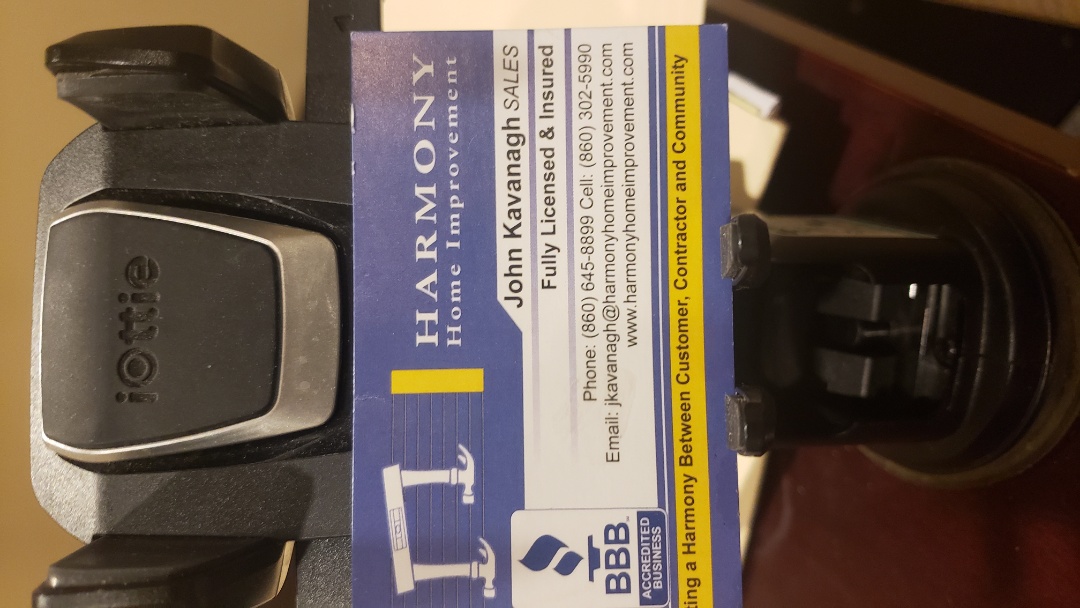 iottie
HARMONY
Home Improvement
John Kavanagh SALES
Fully Licensed & Insured
Phone: (860) 645-8899 Cell: (860) 302-5990
Email: jkavanagh@harmonyhomeimprovement.com
www.harmonyhomeimprovement.com
BBB
ACCREDITED
BUSINESS
ting a Harmony Between Customer, Contractor and Community